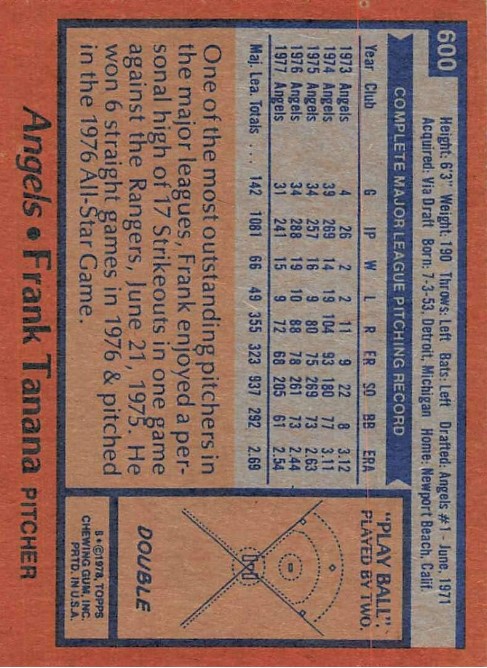 600
Height: 6'3" Weight: 190 Throws: Left Bats: Left Drafted: Angels #1 - June, 1971
Acquired: Via Draft Born: 7-3-53, Detroit, Michigan Home: Newport Beach, Calif.
COMPLETE MAJOR LEAGUE PITCHING RECORD
Year Club G IP W L R ER SO BB ERA
1973 Angels 4 26 2 2 11 9 22 8 3.12
1974 Angels 39 269 14 19 104 93 180 77 3.11
1975 Angels 34 257 16 9 80 75 269 73 2.63
1976 Angels 34 288 19 10 88 78 261 73 2.44
1977 Angels 31 241 15 9 72 68 205 61 2.54
Maj. Lea. Totals .... 142 1081 66 49 355 323 937 292 2.69
One of the most outstanding pitchers in
the major leagues, Frank enjoyed a per-
sonal high of 17 Strikeouts in one game
against the Rangers, June 21, 1975. He
won 6 straight games in 1976 & pitched
in the 1976 All-Star Game.
"PLAY BALL":
PLAYED BY TWO.
DOUBLE
B•©1978, TOPPS
CHEWING GUM, INC.
PRTD. IN U.S.A.
Angels • Frank Tanana PITCHER